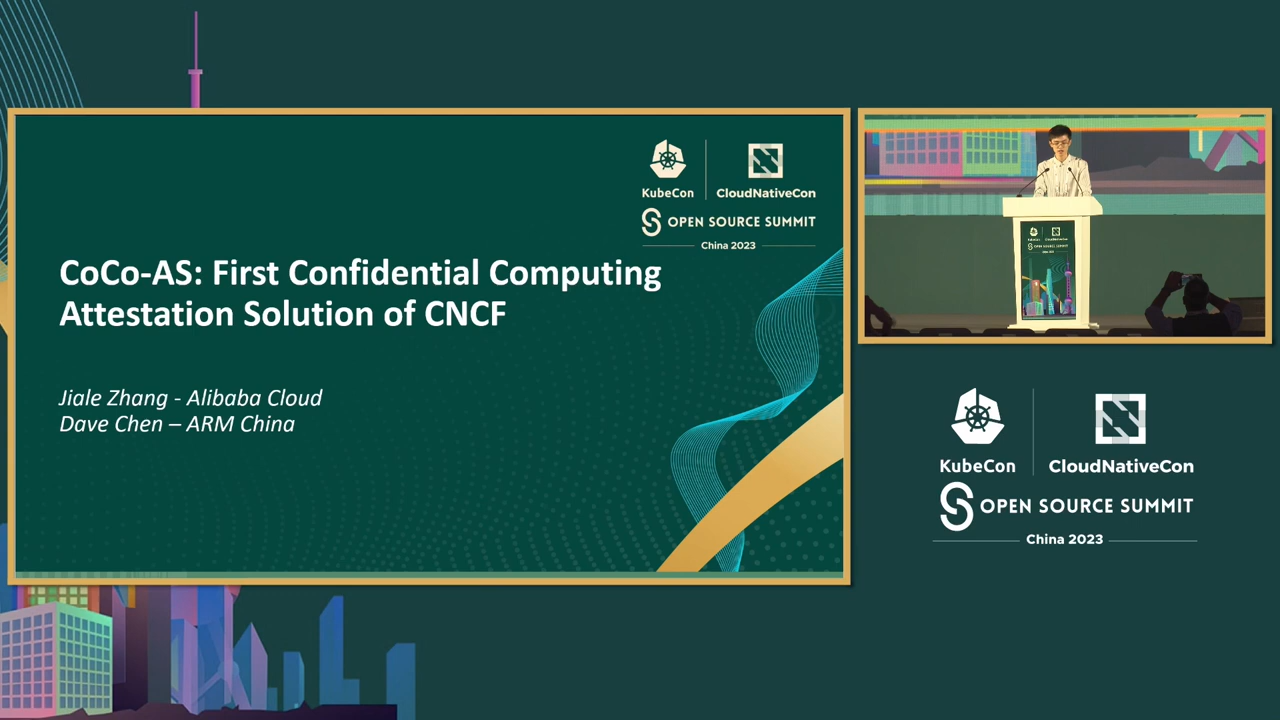 KubeCon
CloudNativeCon
OPEN SOURCE SUMMIT
China 2023
CoCo-AS: First Confidential Computing
Attestation Solution of CNCF
Jiale Zhang - Alibaba Cloud
Dave Chen – ARM China
KubeCon
CloudNativeCon
OPEN SOURCE SUMMIT
China 2023